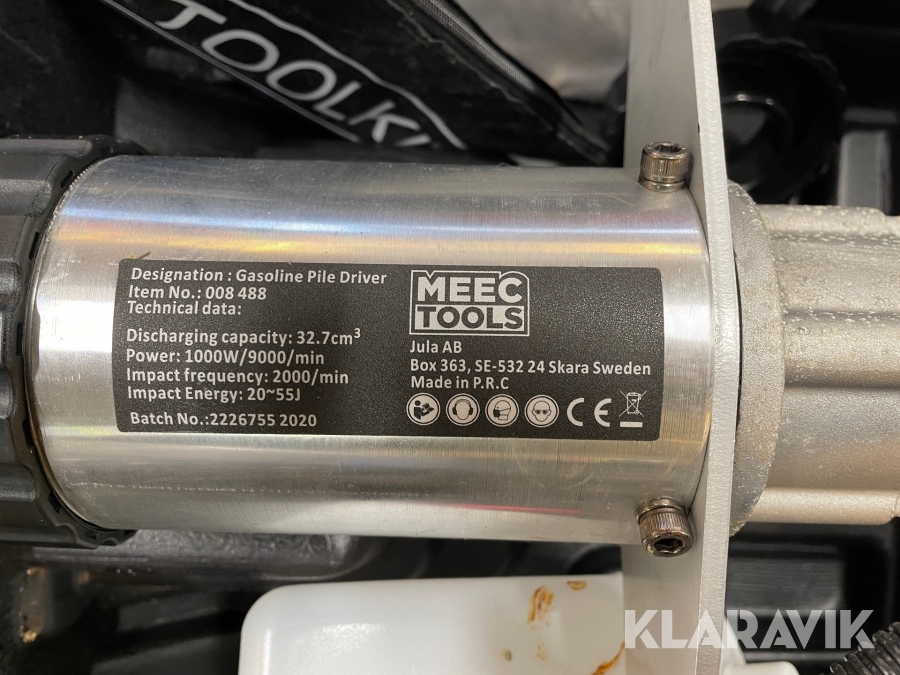 TOOLKI
Designation : Gasoline Pile Driver
Item No.: 008 488
Technical data:
Discharging capacity: 32.7cm³
Power: 1000W/9000/min
Impact frequency: 2000/min
Impact Energy: 20~55J
Batch No.:2226755 2020
MEEC
TOOLS
Jula AB
Box 363, SE-532 24 Skara Sweden
Made in P.R.C
CE
KLARAVIK